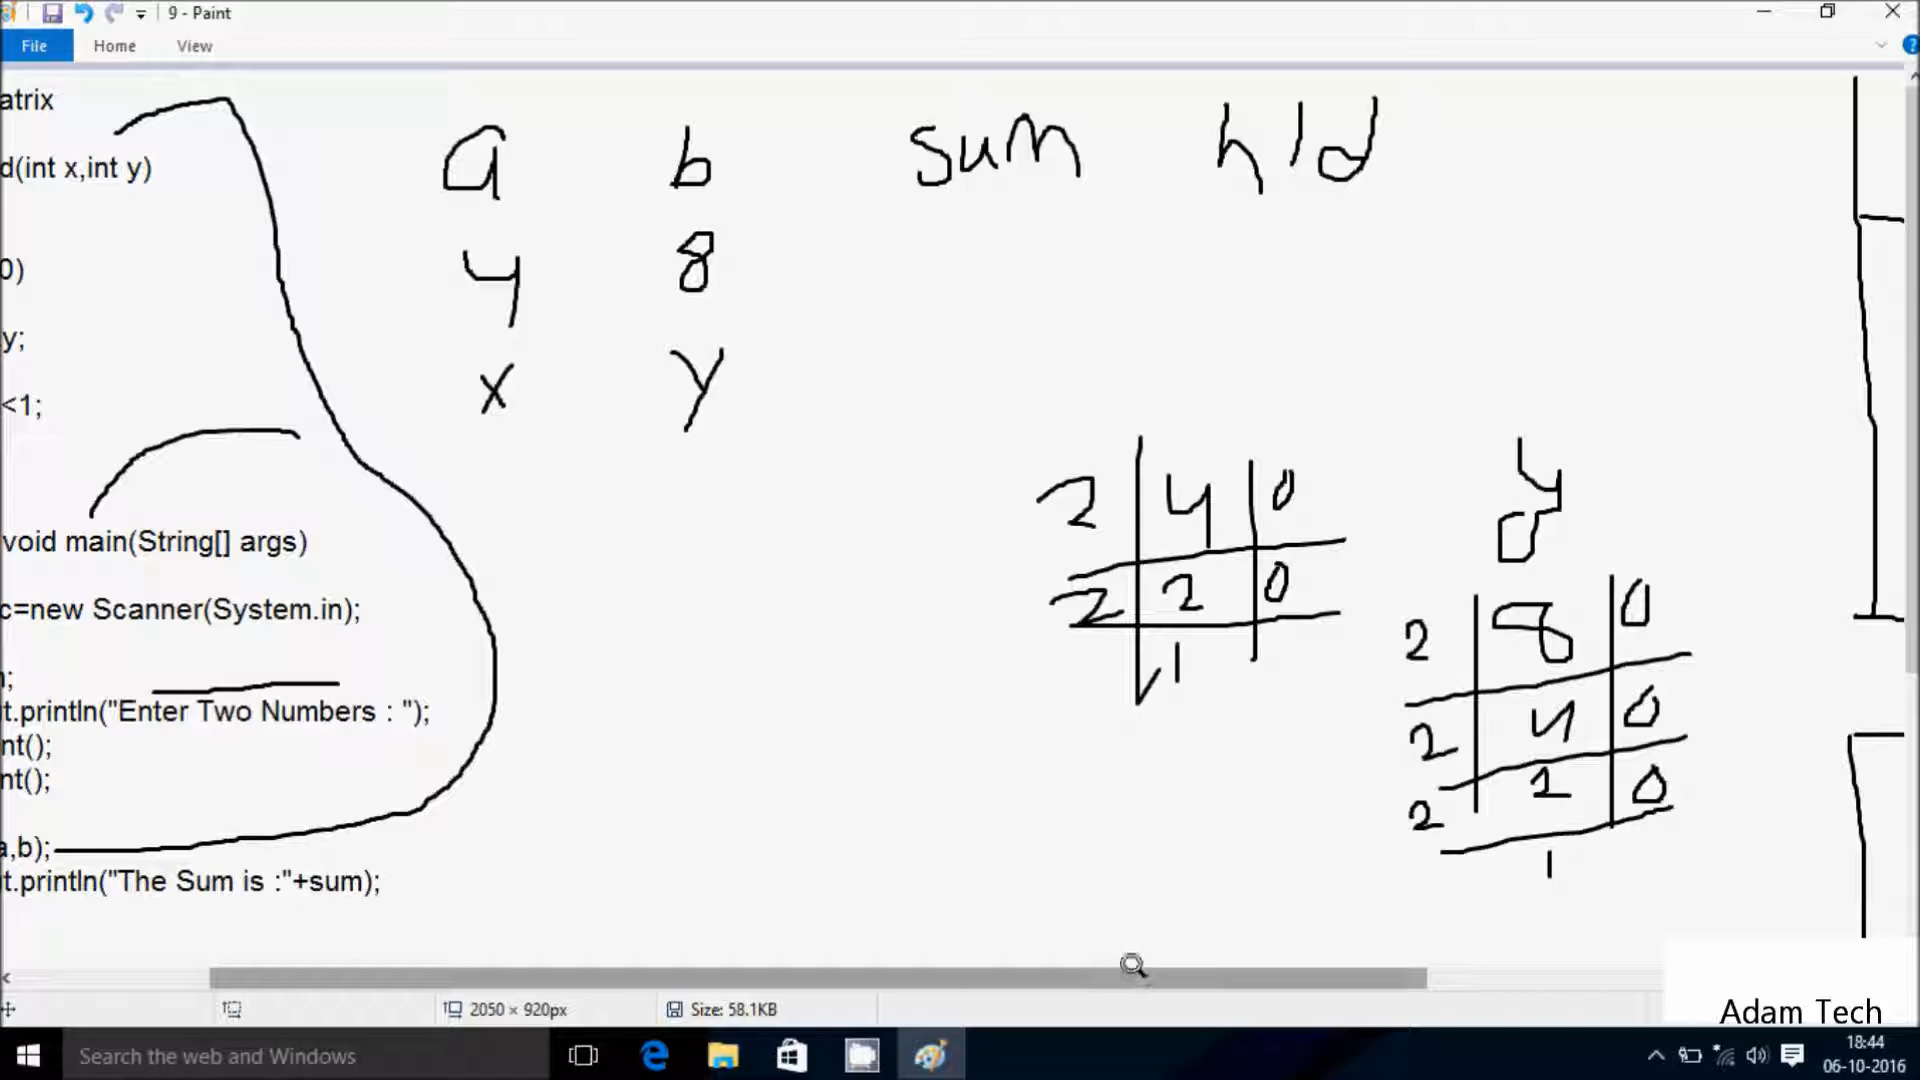 9 - Paint
File Home View
atrix
d(int x,int y)
0)
y;
<1;
void main(String[] args)
c=new Scanner(System.in);
;
t.println("Enter Two Numbers : ");
nt();
nt();
a,b);
t.println("The Sum is :"+sum);
a b sum hld
4 8
x y
2 4 0
2 2 0
1
y
2 8 0
2 4 0
2 2 0
1
2050 × 920px Size: 58.1KB
Adam Tech
Search the web and Windows
18:44
06-10-2016